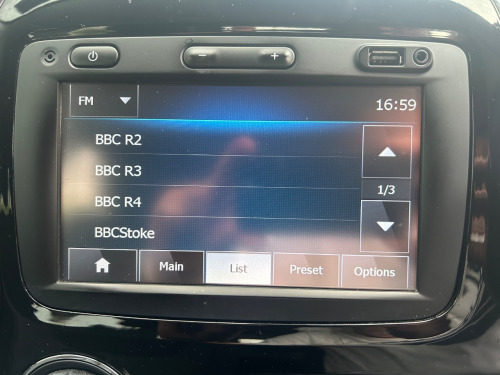 − +
FM 16:59
BBC R2
BBC R3
1/3
BBC R4
BBCStoke
Main List Preset Options